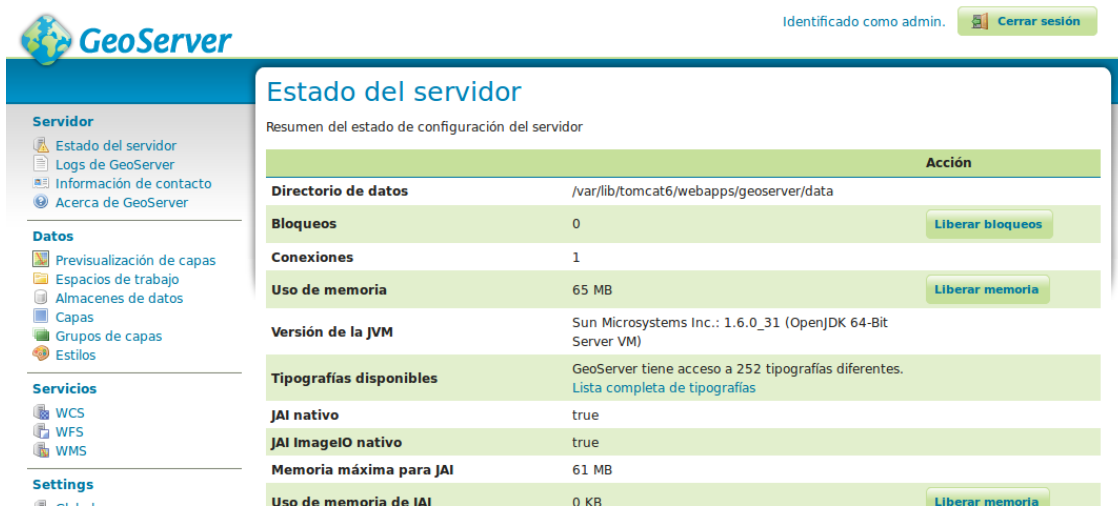 GeoServer
Identificado como admin.
Cerrar sesión
Servidor
Estado del servidor
Logs de GeoServer
Información de contacto
Acerca de GeoServer
Datos
Previsualización de capas
Espacios de trabajo
Almacenes de datos
Capas
Grupos de capas
Estilos
Servicios
WCS
WFS
WMS
Settings
Estado del servidor
Resumen del estado de configuración del servidor
Acción
Directorio de datos /var/lib/tomcat6/webapps/geoserver/data
Bloqueos 0 Liberar bloqueos
Conexiones 1
Uso de memoria 65 MB Liberar memoria
Versión de la JVM Sun Microsystems Inc.: 1.6.0_31 (OpenJDK 64-Bit
Server VM)
Tipografías disponibles GeoServer tiene acceso a 252 tipografías diferentes.
Lista completa de tipografías
JAI nativo true
JAI ImageIO nativo true
Memoria máxima para JAI 61 MB
Uso de memoria de JAI 0 KB Liberar memoria